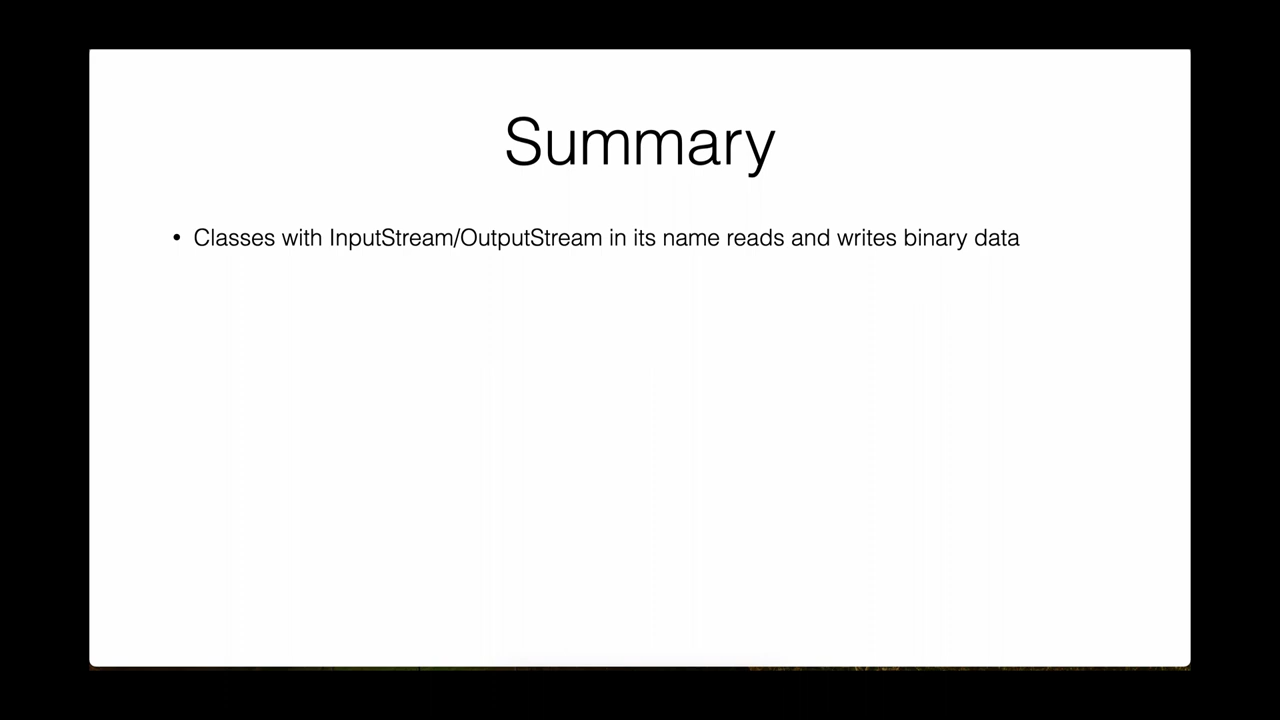 Summary
• Classes with InputStream/OutputStream in its name reads and writes binary data